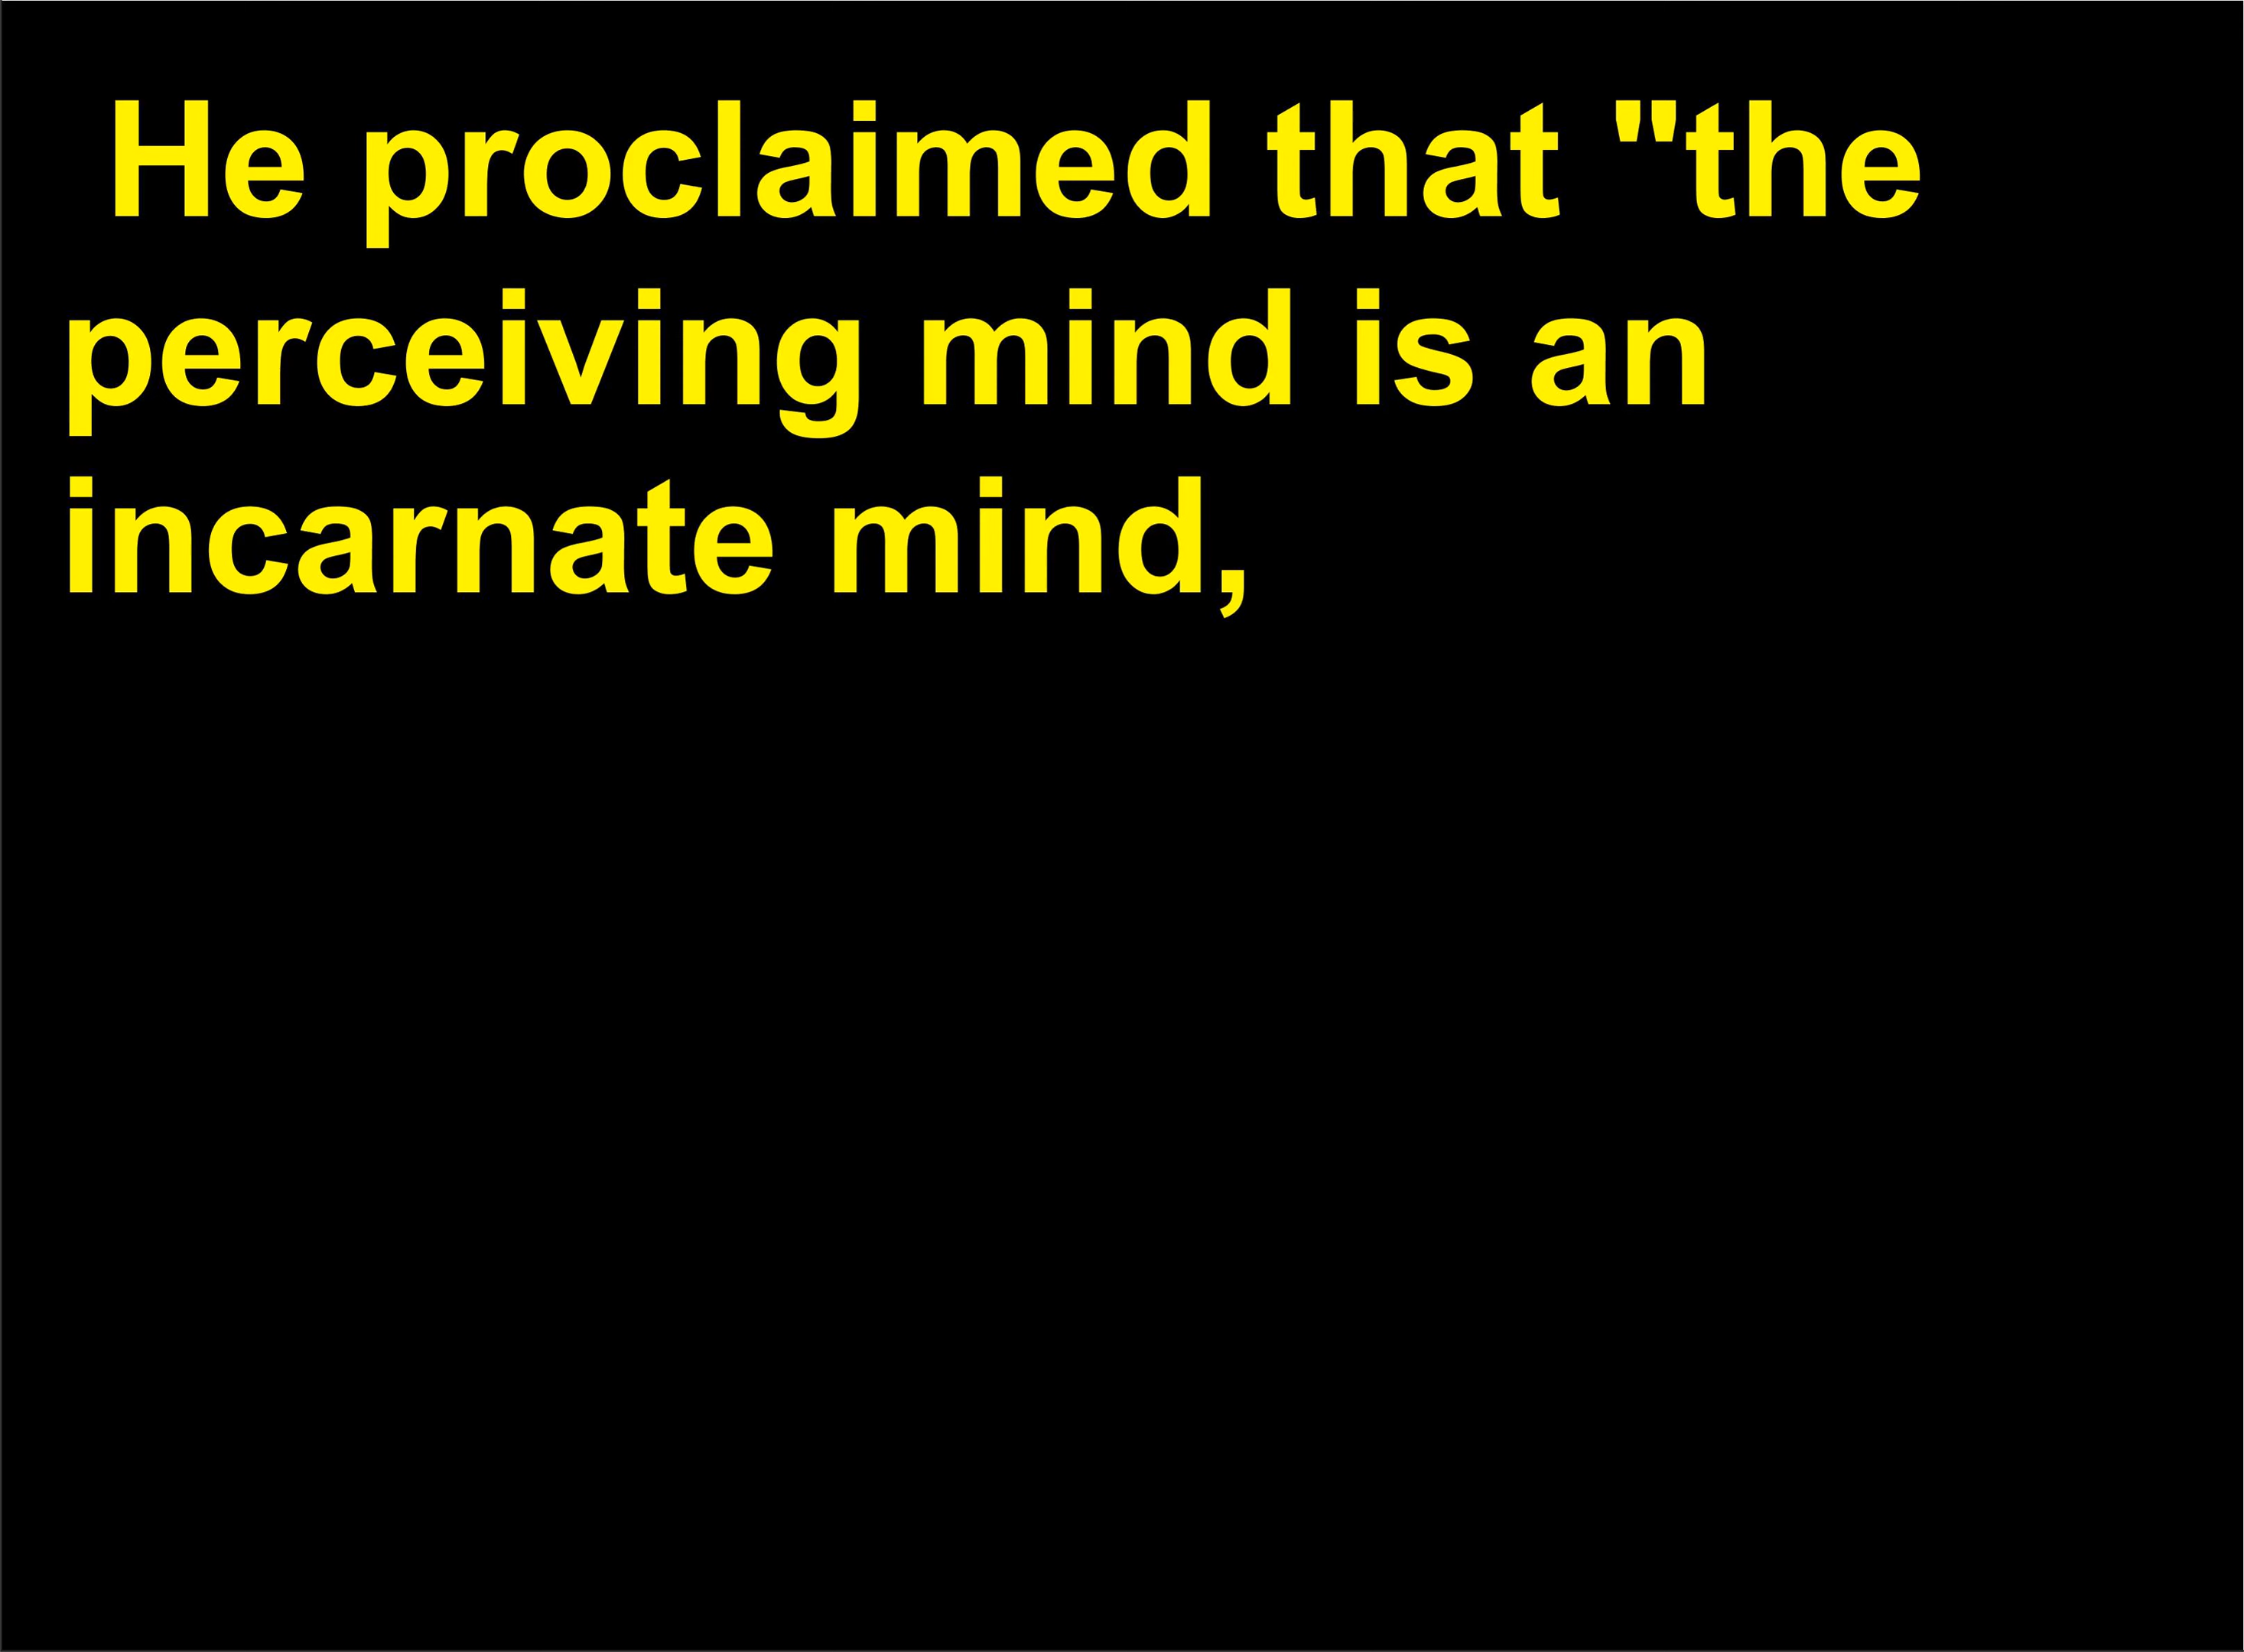 He proclaimed that "the
perceiving mind is an
incarnate mind,